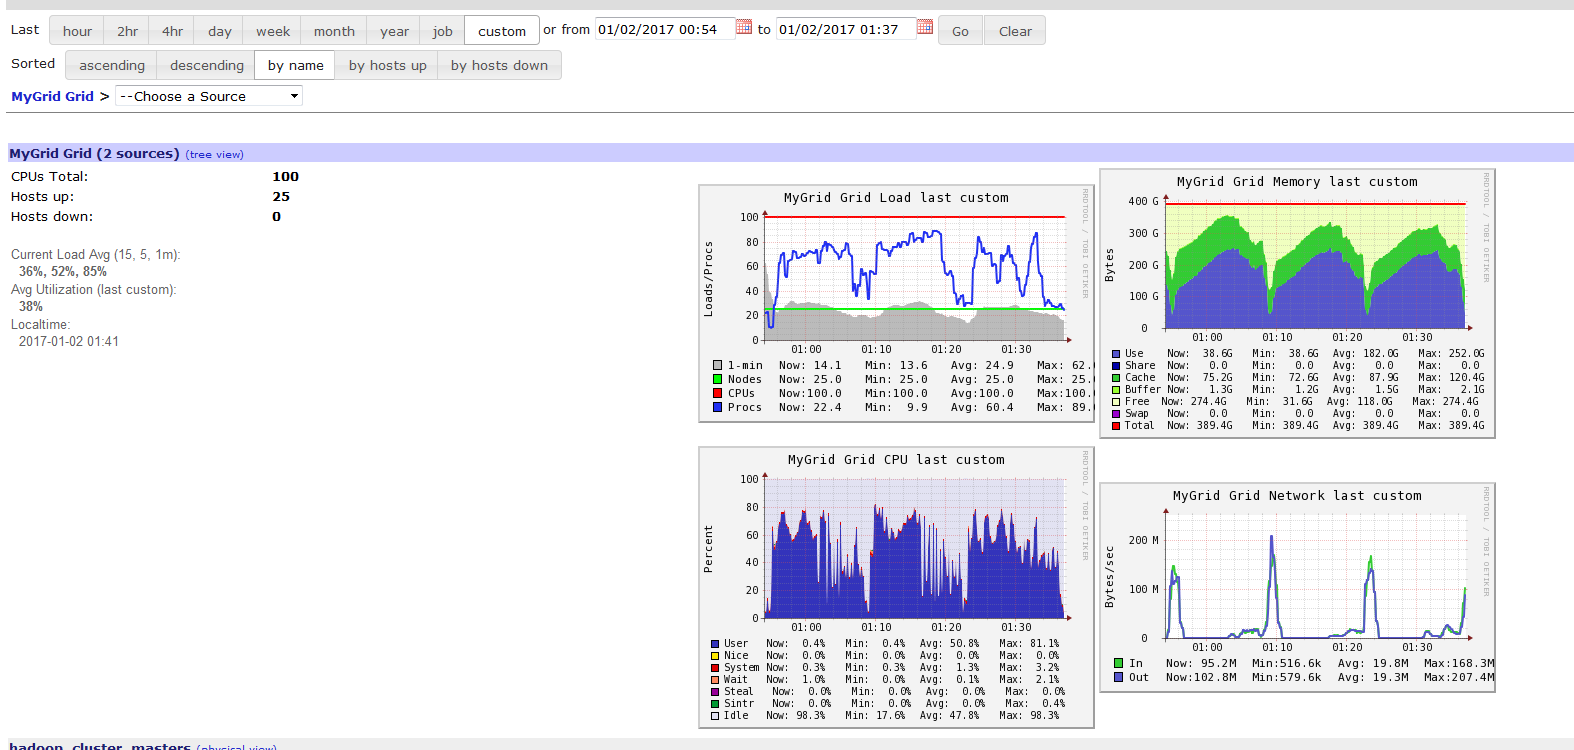 Last hour 2hr 4hr day week month year job custom or from 01/02/2017 00:54 to 01/02/2017 01:37 Go Clear
Sorted ascending descending by name by hosts up by hosts down
MyGrid Grid > --Choose a Source
MyGrid Grid (2 sources) (tree view)
CPUs Total: 100
Hosts up: 25
Hosts down: 0
Current Load Avg (15, 5, 1m):
36%, 52%, 85%
Avg Utilization (last custom):
38%
Localtime:
2017-01-02 01:41
MyGrid Grid Load last custom
RRDTOOL / TOBI OETIKER
Loads/Procs
100
80
60
40
20
0
01:00 01:10 01:20 01:30
1-min Now: 14.1 Min: 13.6 Avg: 24.9 Max: 62.
Nodes Now: 25.0 Min: 25.0 Avg: 25.0 Max: 25.
CPUs Now:100.0 Min:100.0 Avg:100.0 Max:100.
Procs Now: 22.4 Min: 9.9 Avg: 60.4 Max: 89.
MyGrid Grid Memory last custom
RRDTOOL / TOBI OETIKER
Bytes
400 G
300 G
200 G
100 G
0
01:00 01:10 01:20 01:30
Use Now: 38.6G Min: 38.6G Avg: 182.0G Max: 252.0G
Share Now: 0.0 Min: 0.0 Avg: 0.0 Max: 0.0
Cache Now: 75.2G Min: 72.6G Avg: 87.9G Max: 120.4G
Buffer Now: 1.3G Min: 1.2G Avg: 1.5G Max: 2.1G
Free Now: 274.4G Min: 31.6G Avg: 118.0G Max: 274.4G
Swap Now: 0.0 Min: 0.0 Avg: 0.0 Max: 0.0
Total Now: 389.4G Min: 389.4G Avg: 389.4G Max: 389.4G
MyGrid Grid CPU last custom
RRDTOOL / TOBI OETIKER
Percent
100
80
60
40
20
0
01:00 01:10 01:20 01:30
User Now: 0.4% Min: 0.4% Avg: 50.8% Max: 81.1%
Nice Now: 0.0% Min: 0.0% Avg: 0.0% Max: 0.0%
System Now: 0.3% Min: 0.3% Avg: 1.3% Max: 3.2%
Wait Now: 1.0% Min: 0.0% Avg: 0.1% Max: 2.1%
Steal Now: 0.0% Min: 0.0% Avg: 0.0% Max: 0.0%
Sintr Now: 0.0% Min: 0.0% Avg: 0.0% Max: 0.4%
Idle Now: 98.3% Min: 17.6% Avg: 47.8% Max: 98.3%
MyGrid Grid Network last custom
RRDTOOL / TOBI OETIKER
Bytes/sec
200 M
100 M
0
01:00 01:10 01:20 01:30
In Now: 95.2M Min:516.6k Avg: 19.8M Max:168.3M
Out Now:102.8M Min:579.6k Avg: 19.3M Max:207.4M
hadoop_cluster_masters (physical view)